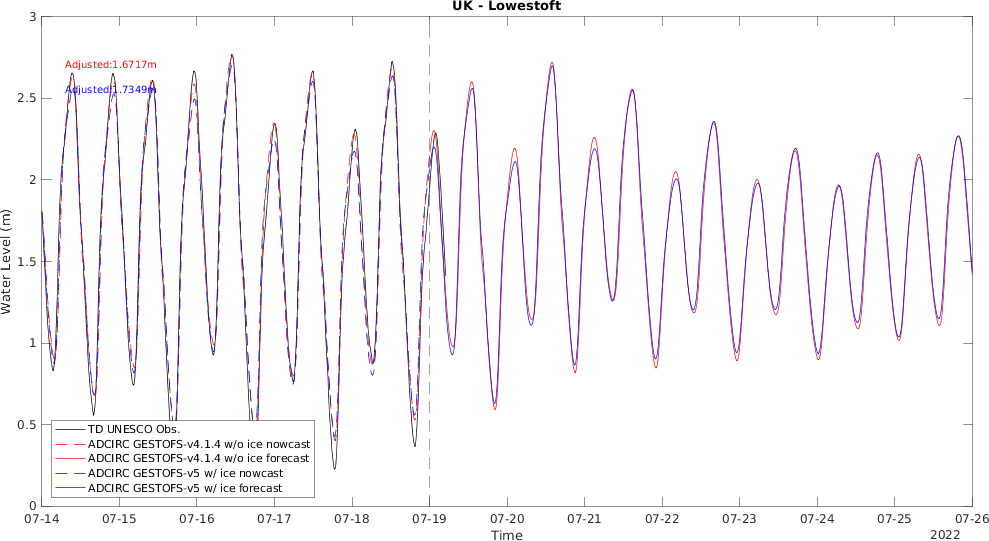 UK - Lowestoft
3
2.5
2
1.5
1
0.5
0
Water Level (m)
Adjusted:1.6717m
Adjusted:1.7349m
TD UNESCO Obs.
ADCIRC GESTOFS-v4.1.4 w/o ice nowcast
ADCIRC GESTOFS-v4.1.4 w/o ice forecast
ADCIRC GESTOFS-v5 w/ ice nowcast
ADCIRC GESTOFS-v5 w/ ice forecast
07-14 07-15 07-16 07-17 07-18 07-19 07-20 07-21 07-22 07-23 07-24 07-25 07-26
Time
2022